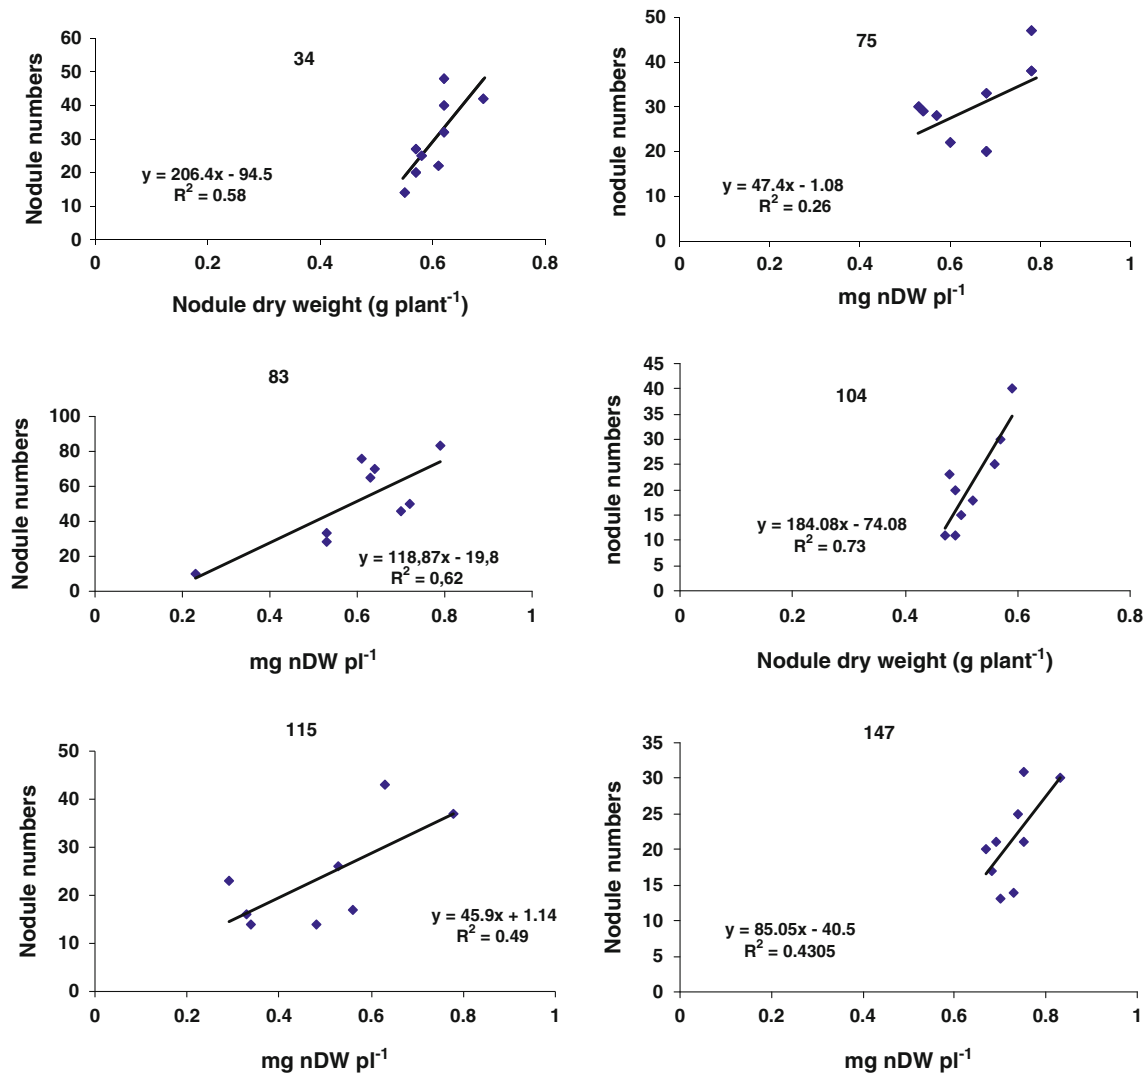 34
Nodule numbers
60
50
40
30
20
10
0
y = 206.4x - 94.5
R² = 0.58
0 0.2 0.4 0.6 0.8
Nodule dry weight (g plant⁻¹)
75
nodule numbers
50
40
30
20
10
0
y = 47.4x - 1.08
R² = 0.26
0 0.2 0.4 0.6 0.8 1
mg nDW pl⁻¹
83
Nodule numbers
100
80
60
40
20
0
y = 118,87x - 19,8
R² = 0,62
0 0.2 0.4 0.6 0.8 1
mg nDW pl⁻¹
104
nodule numbers
45
40
35
30
25
20
15
10
5
0
y = 184.08x - 74.08
R² = 0.73
0 0.2 0.4 0.6 0.8
Nodule dry weight (g plant⁻¹)
115
Nodule numbers
50
40
30
20
10
0
y = 45.9x + 1.14
R² = 0.49
0 0.2 0.4 0.6 0.8 1
mg nDW pl⁻¹
147
Nodule numbers
35
30
25
20
15
10
5
0
y = 85.05x - 40.5
R² = 0.4305
0 0.2 0.4 0.6 0.8 1
mg nDW pl⁻¹